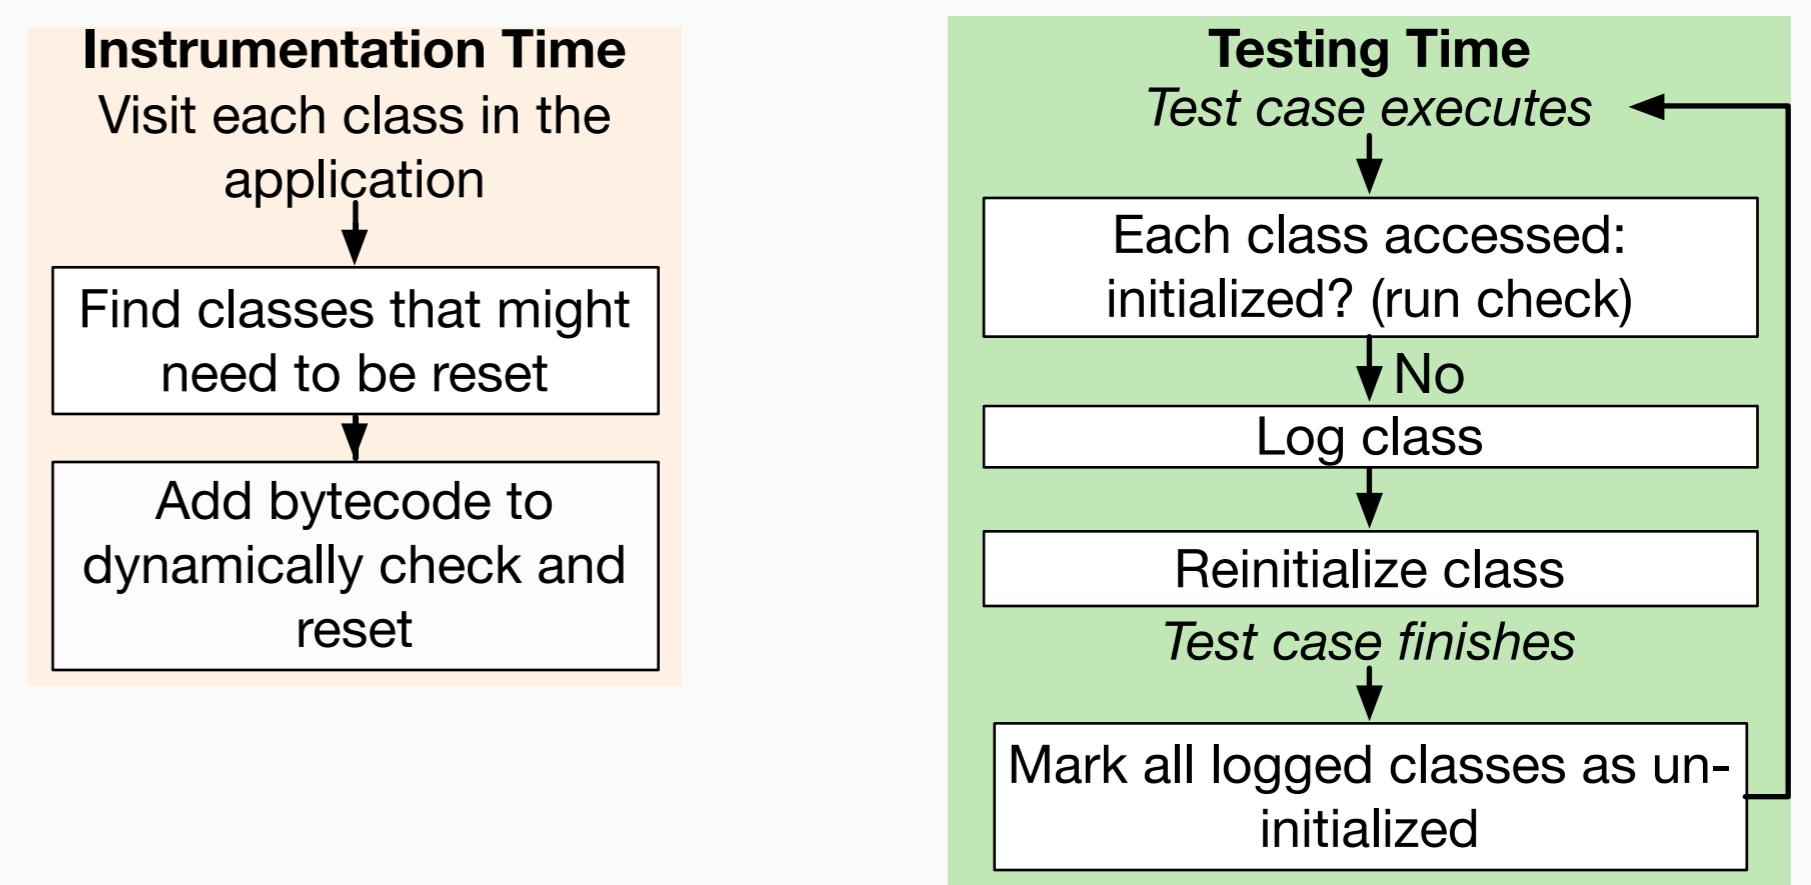 Instrumentation Time
Visit each class in the
application
Find classes that might
need to be reset
Add bytecode to
dynamically check and
reset
Testing Time
Test case executes
Each class accessed:
initialized? (run check)
No
Log class
Reinitialize class
Test case finishes
Mark all logged classes as un-
initialized